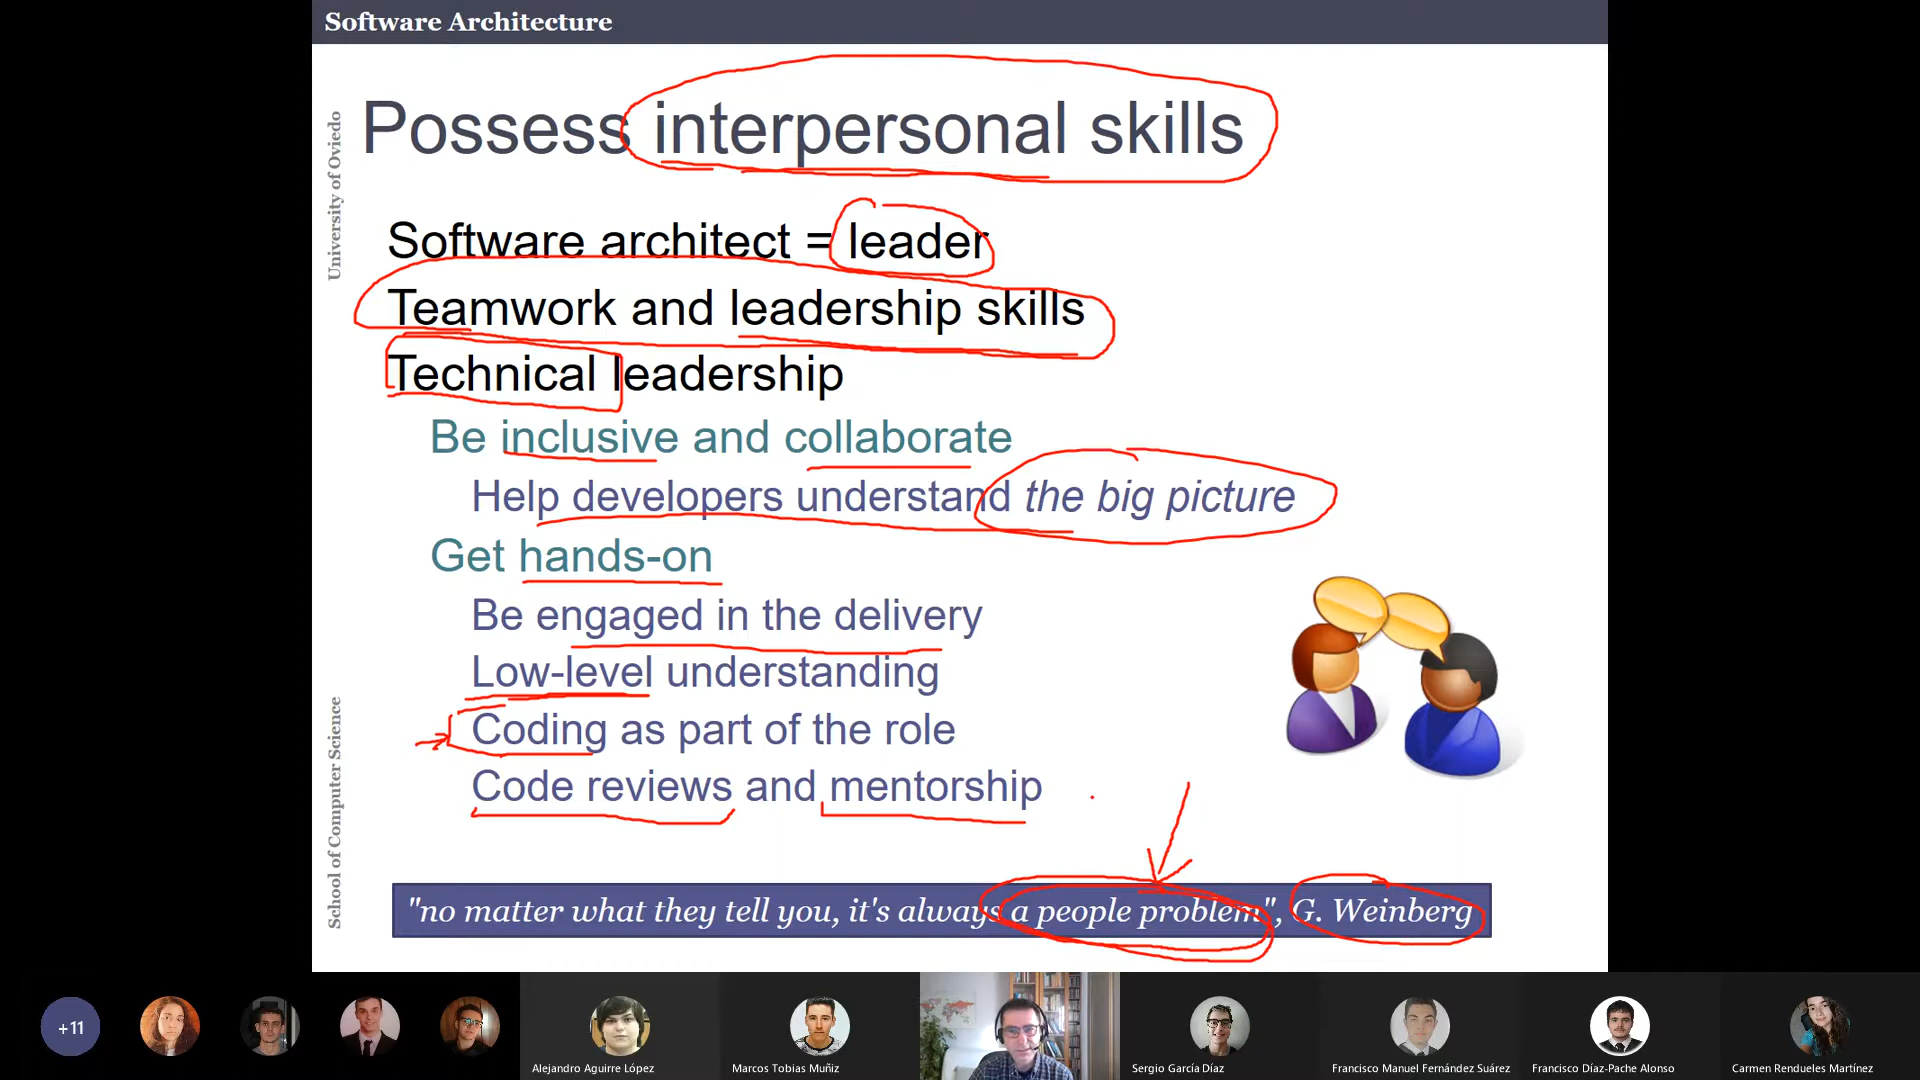 Software Architecture
University of Oviedo
School of Computer Science
Possess interpersonal skills
Software architect = leader
Teamwork and leadership skills
Technical leadership
Be inclusive and collaborate
Help developers understand the big picture
Get hands-on
Be engaged in the delivery
Low-level understanding
Coding as part of the role
Code reviews and mentorship
"no matter what they tell you, it's always a people problem", G. Weinberg
+11
Alejandro Aguirre López
Marcos Tobias Muñiz
Sergio García Díaz
Francisco Manuel Fernández Suárez
Francisco Díaz-Pache Alonso
Carmen Rendueles Martínez